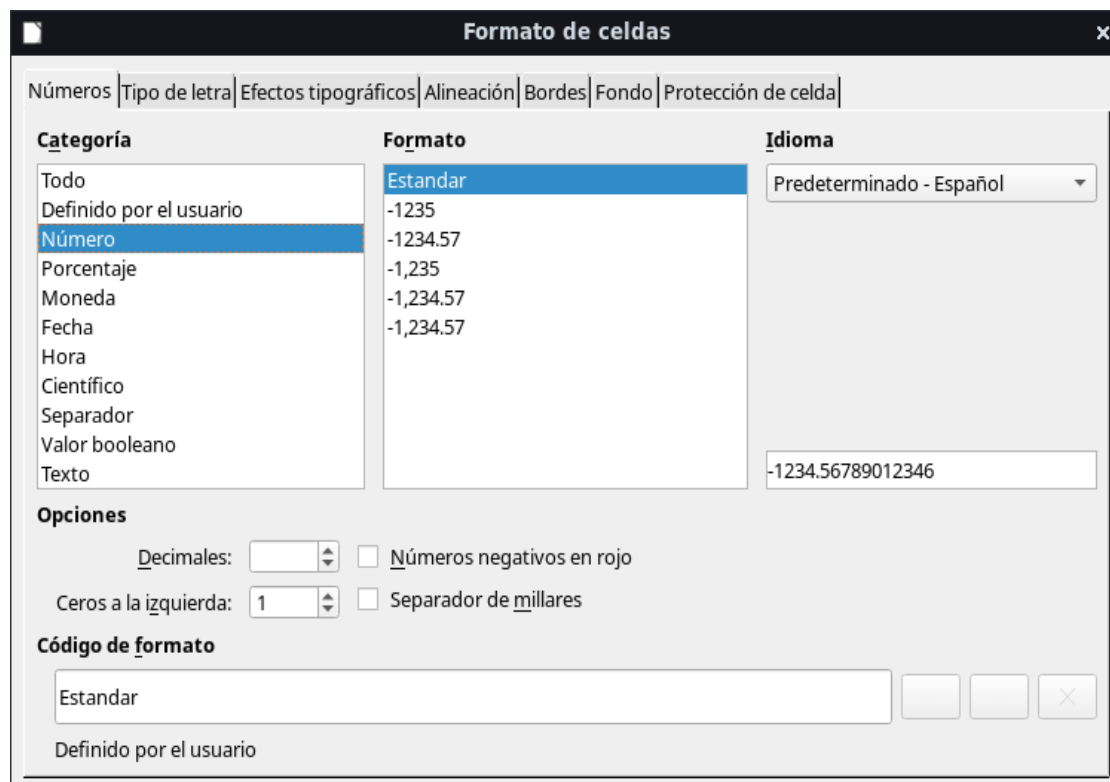 Formato de celdas
Números Tipo de letra Efectos tipográficos Alineación Bordes Fondo Protección de celda
Categoría
Todo
Definido por el usuario
Número
Porcentaje
Moneda
Fecha
Hora
Científico
Separador
Valor booleano
Texto
Formato
Estandar
-1235
-1234.57
-1,235
-1,234.57
-1,234.57
Idioma
Predeterminado - Español
-1234.56789012346
Opciones
Decimales:
Números negativos en rojo
Ceros a la izquierda: 1
Separador de millares
Código de formato
Estandar
Definido por el usuario